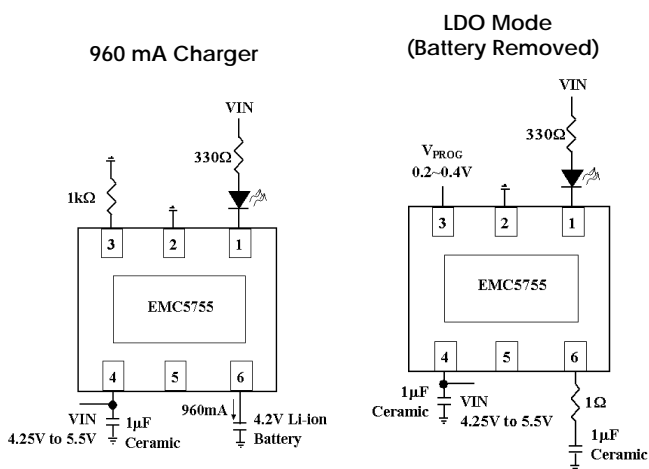 960 mA Charger
VIN
330Ω
1kΩ
3
2
1
EMC5755
4
5
6
VIN
4.25V to 5.5V
1µF
Ceramic
960mA
4.2V Li-ion
Battery
LDO Mode
(Battery Removed)
VIN
330Ω
VPROG
0.2~0.4V
3
2
1
EMC5755
4
5
6
1µF
Ceramic
VIN
4.25V to 5.5V
1Ω
1µF
Ceramic